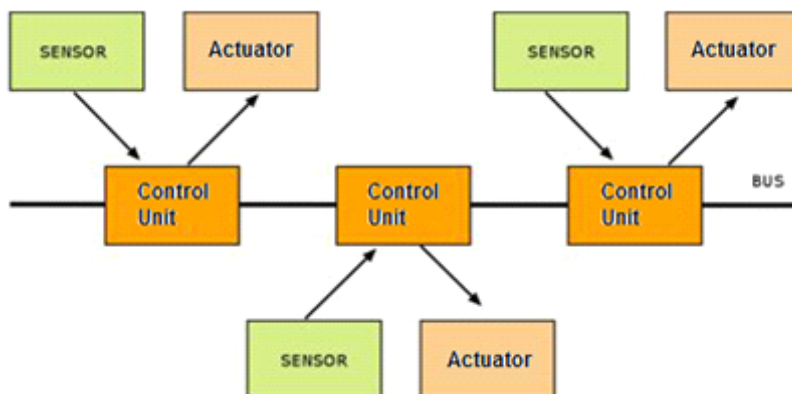 SENSOR
Actuator
SENSOR
Actuator
Control
Unit
Control
Unit
Control
Unit
BUS
SENSOR
Actuator